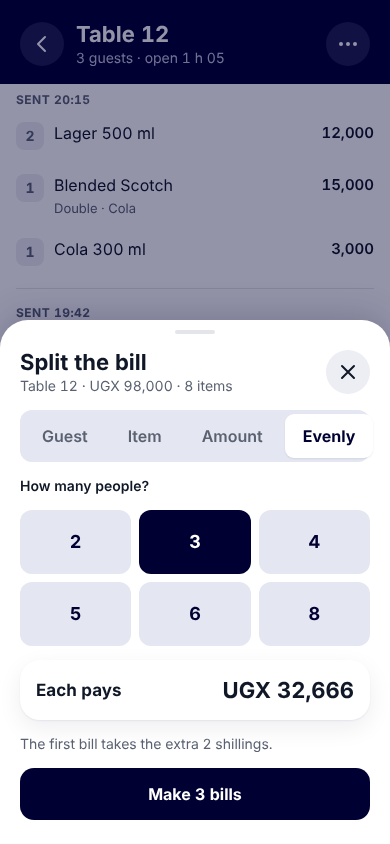 Table 12
3 guests · open 1 h 05
SENT 20:15
2 Lager 500 ml 12,000
1 Blended Scotch 15,000
Double · Cola
1 Cola 300 ml 3,000
SENT 19:42
Split the bill
Table 12 · UGX 98,000 · 8 items
Guest Item Amount Evenly
How many people?
2 3 4
5 6 8
Each pays UGX 32,666
The first bill takes the extra 2 shillings.
Make 3 bills